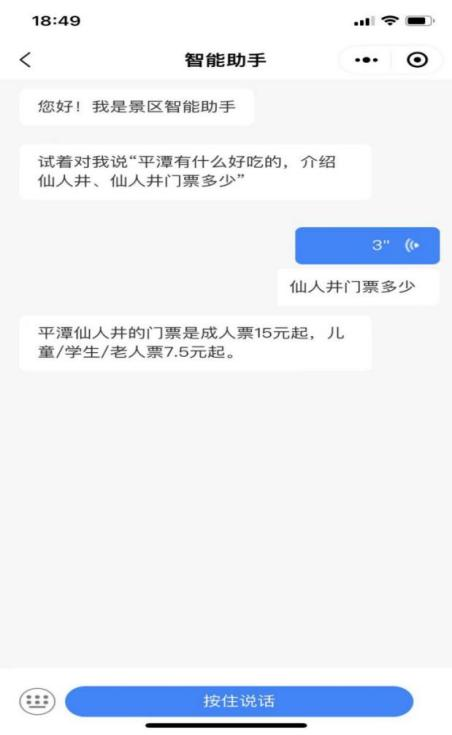 18:49
智能助手
您好！我是景区智能助手
试着对我说“平潭有什么好吃的，介绍
仙人井、仙人井门票多少”
3"
仙人井门票多少
平潭仙人井的门票是成人票15元起，儿
童/学生/老人票7.5元起。
按住说话